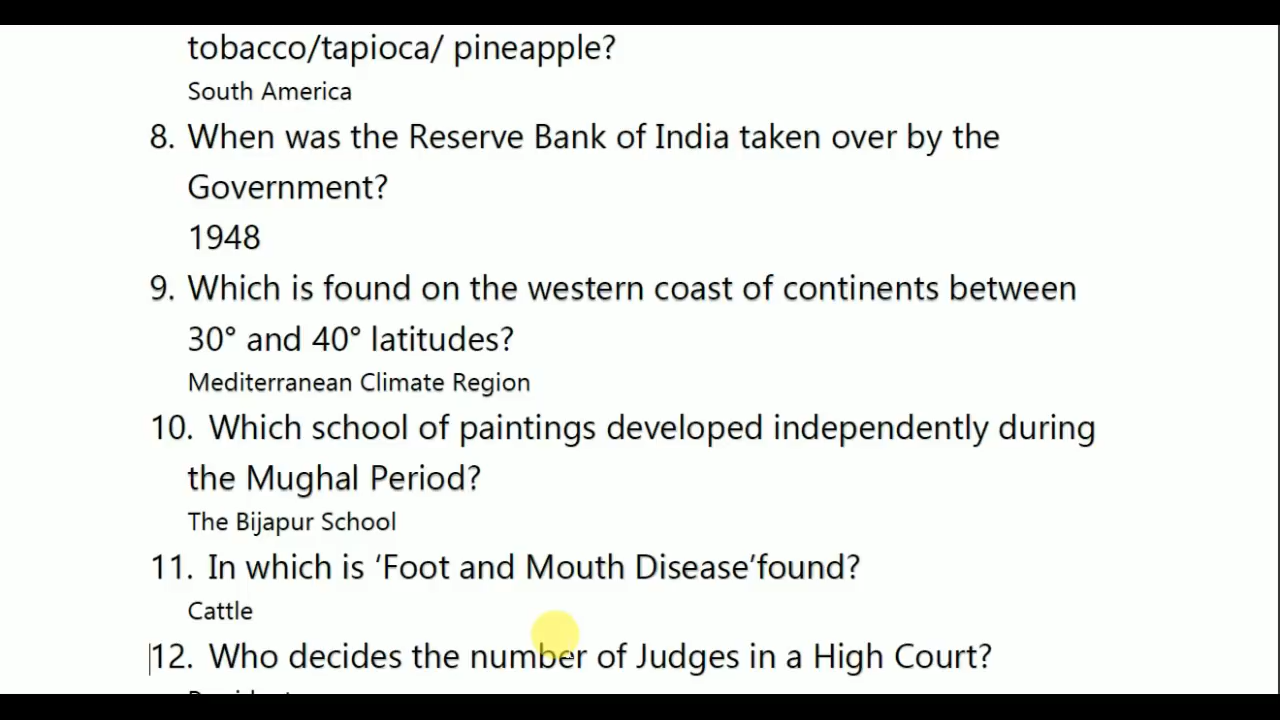 tobacco/tapioca/ pineapple?
South America
8. When was the Reserve Bank of India taken over by the
Government?
1948
9. Which is found on the western coast of continents between
30° and 40° latitudes?
Mediterranean Climate Region
10. Which school of paintings developed independently during
the Mughal Period?
The Bijapur School
11. In which is ‘Foot and Mouth Disease’found?
Cattle
12. Who decides the number of Judges in a High Court?